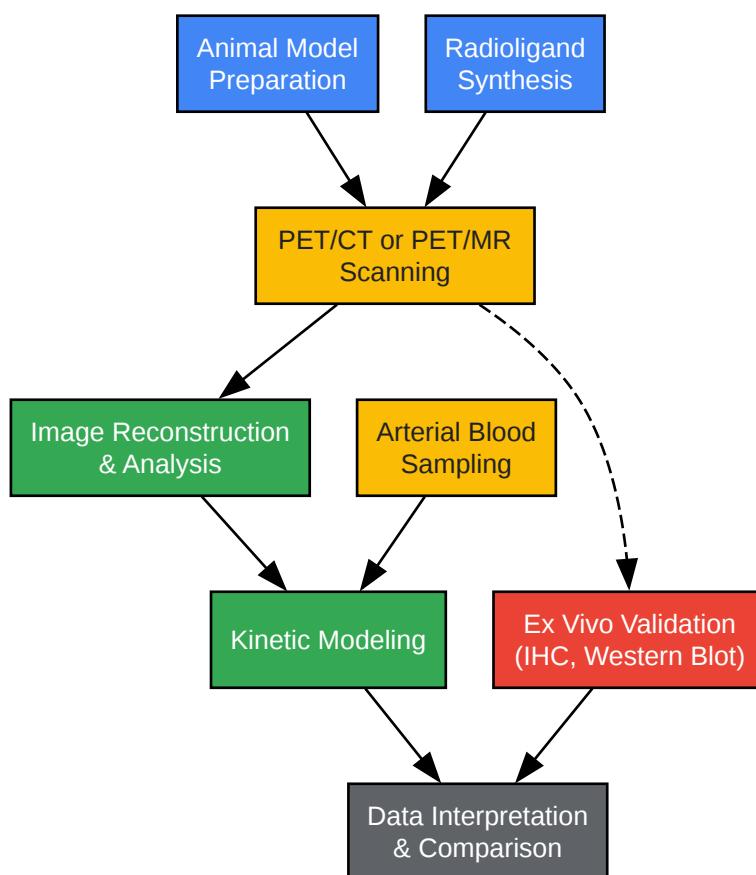 Animal Model
Preparation
Radioligand
Synthesis
PET/CT or PET/MR
Scanning
Image Reconstruction
& Analysis
Arterial Blood
Sampling
Kinetic Modeling
Ex Vivo Validation
(IHC, Western Blot)
Data Interpretation
& Comparison